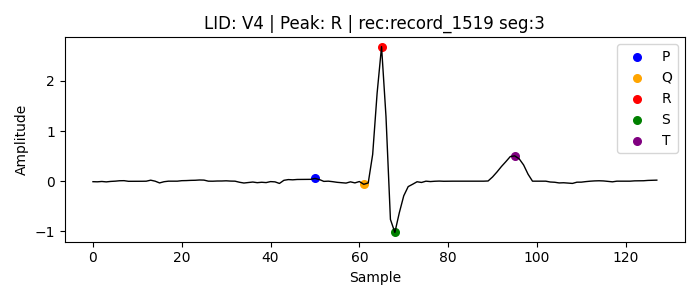 LID: V4 | Peak: R | rec:record_1519 seg:3
P
Q
R
S
T
Amplitude
2
1
0
−1
0
20
40
60
80
100
120
Sample